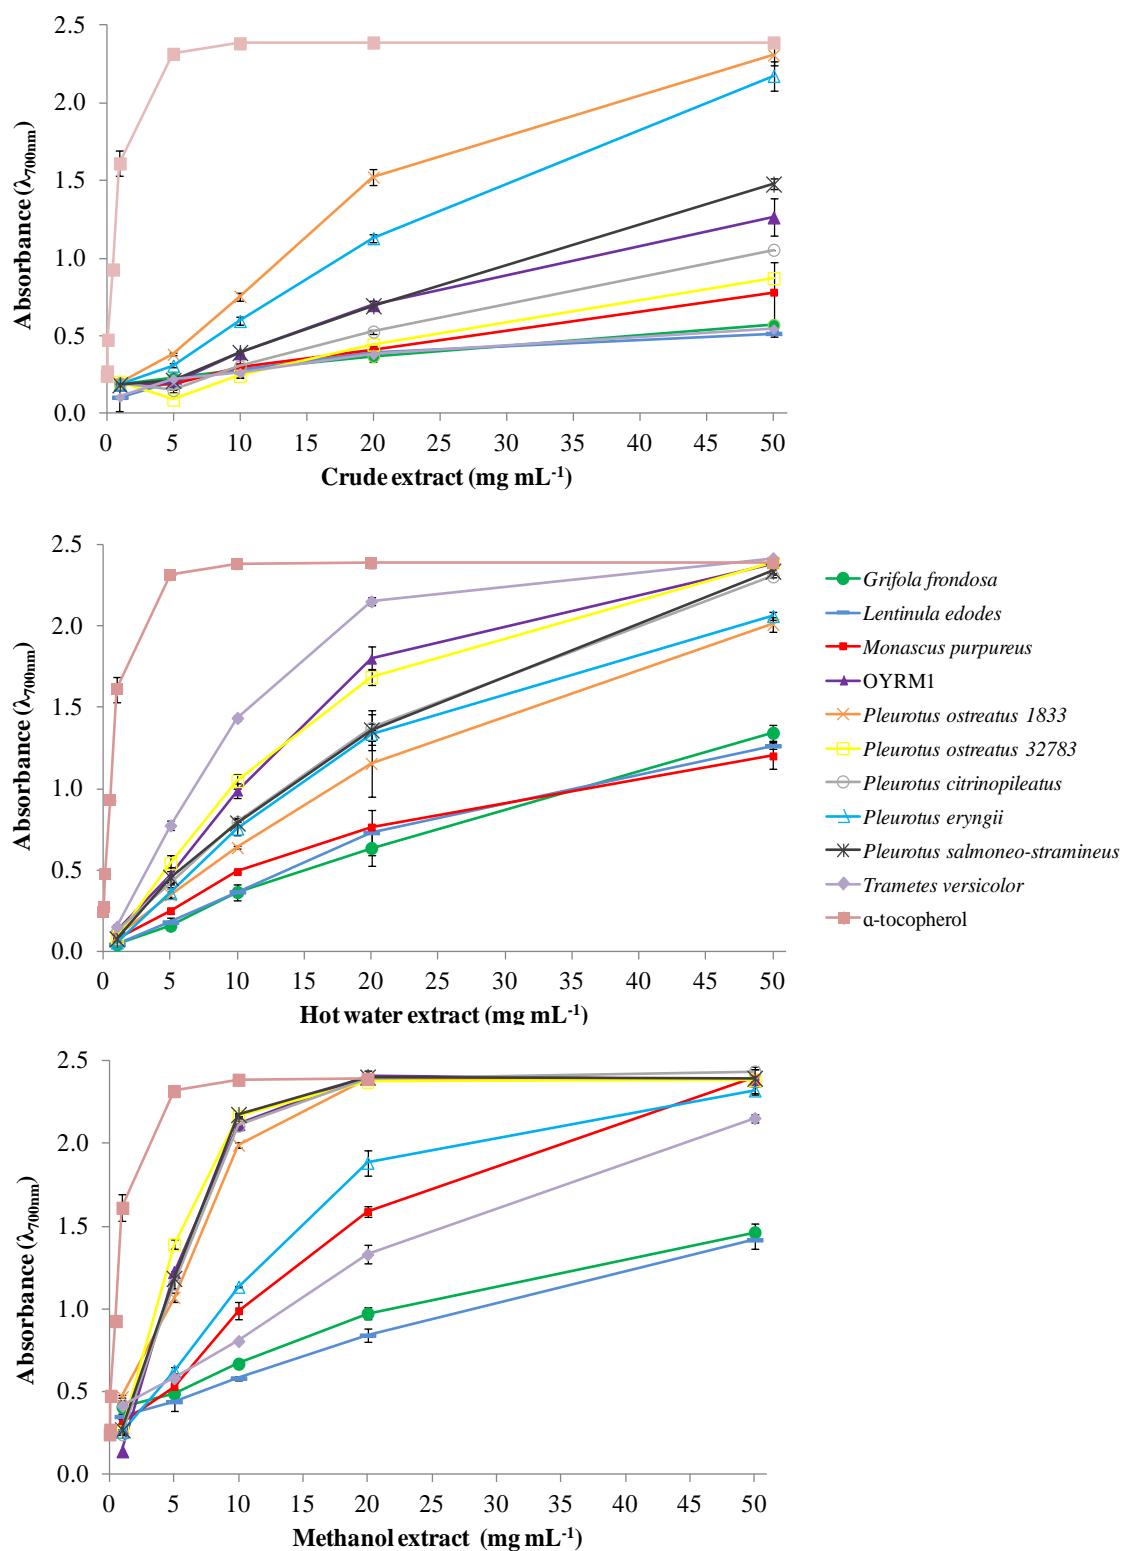 2.5
2.0
1.5
1.0
0.5
0.0
Absorbance (λ700nm)
0 5 10 15 20 25 30 35 40 45 50
Crude extract (mg mL-1)
2.5
2.0
1.5
1.0
0.5
0.0
Absorbance (λ700nm)
0 5 10 15 20 25 30 35 40 45 50
Hot water extract (mg mL-1)
Grifola frondosa
Lentinula edodes
Monascus purpureus
OYRM1
Pleurotus ostreatus 1833
Pleurotus ostreatus 32783
Pleurotus citrinopileatus
Pleurotus eryngii
Pleurotus salmoneo-stramineus
Trametes versicolor
α-tocopherol
2.5
2.0
1.5
1.0
0.5
0.0
Absorbance (λ700nm)
0 5 10 15 20 25 30 35 40 45 50
Methanol extract (mg mL-1)